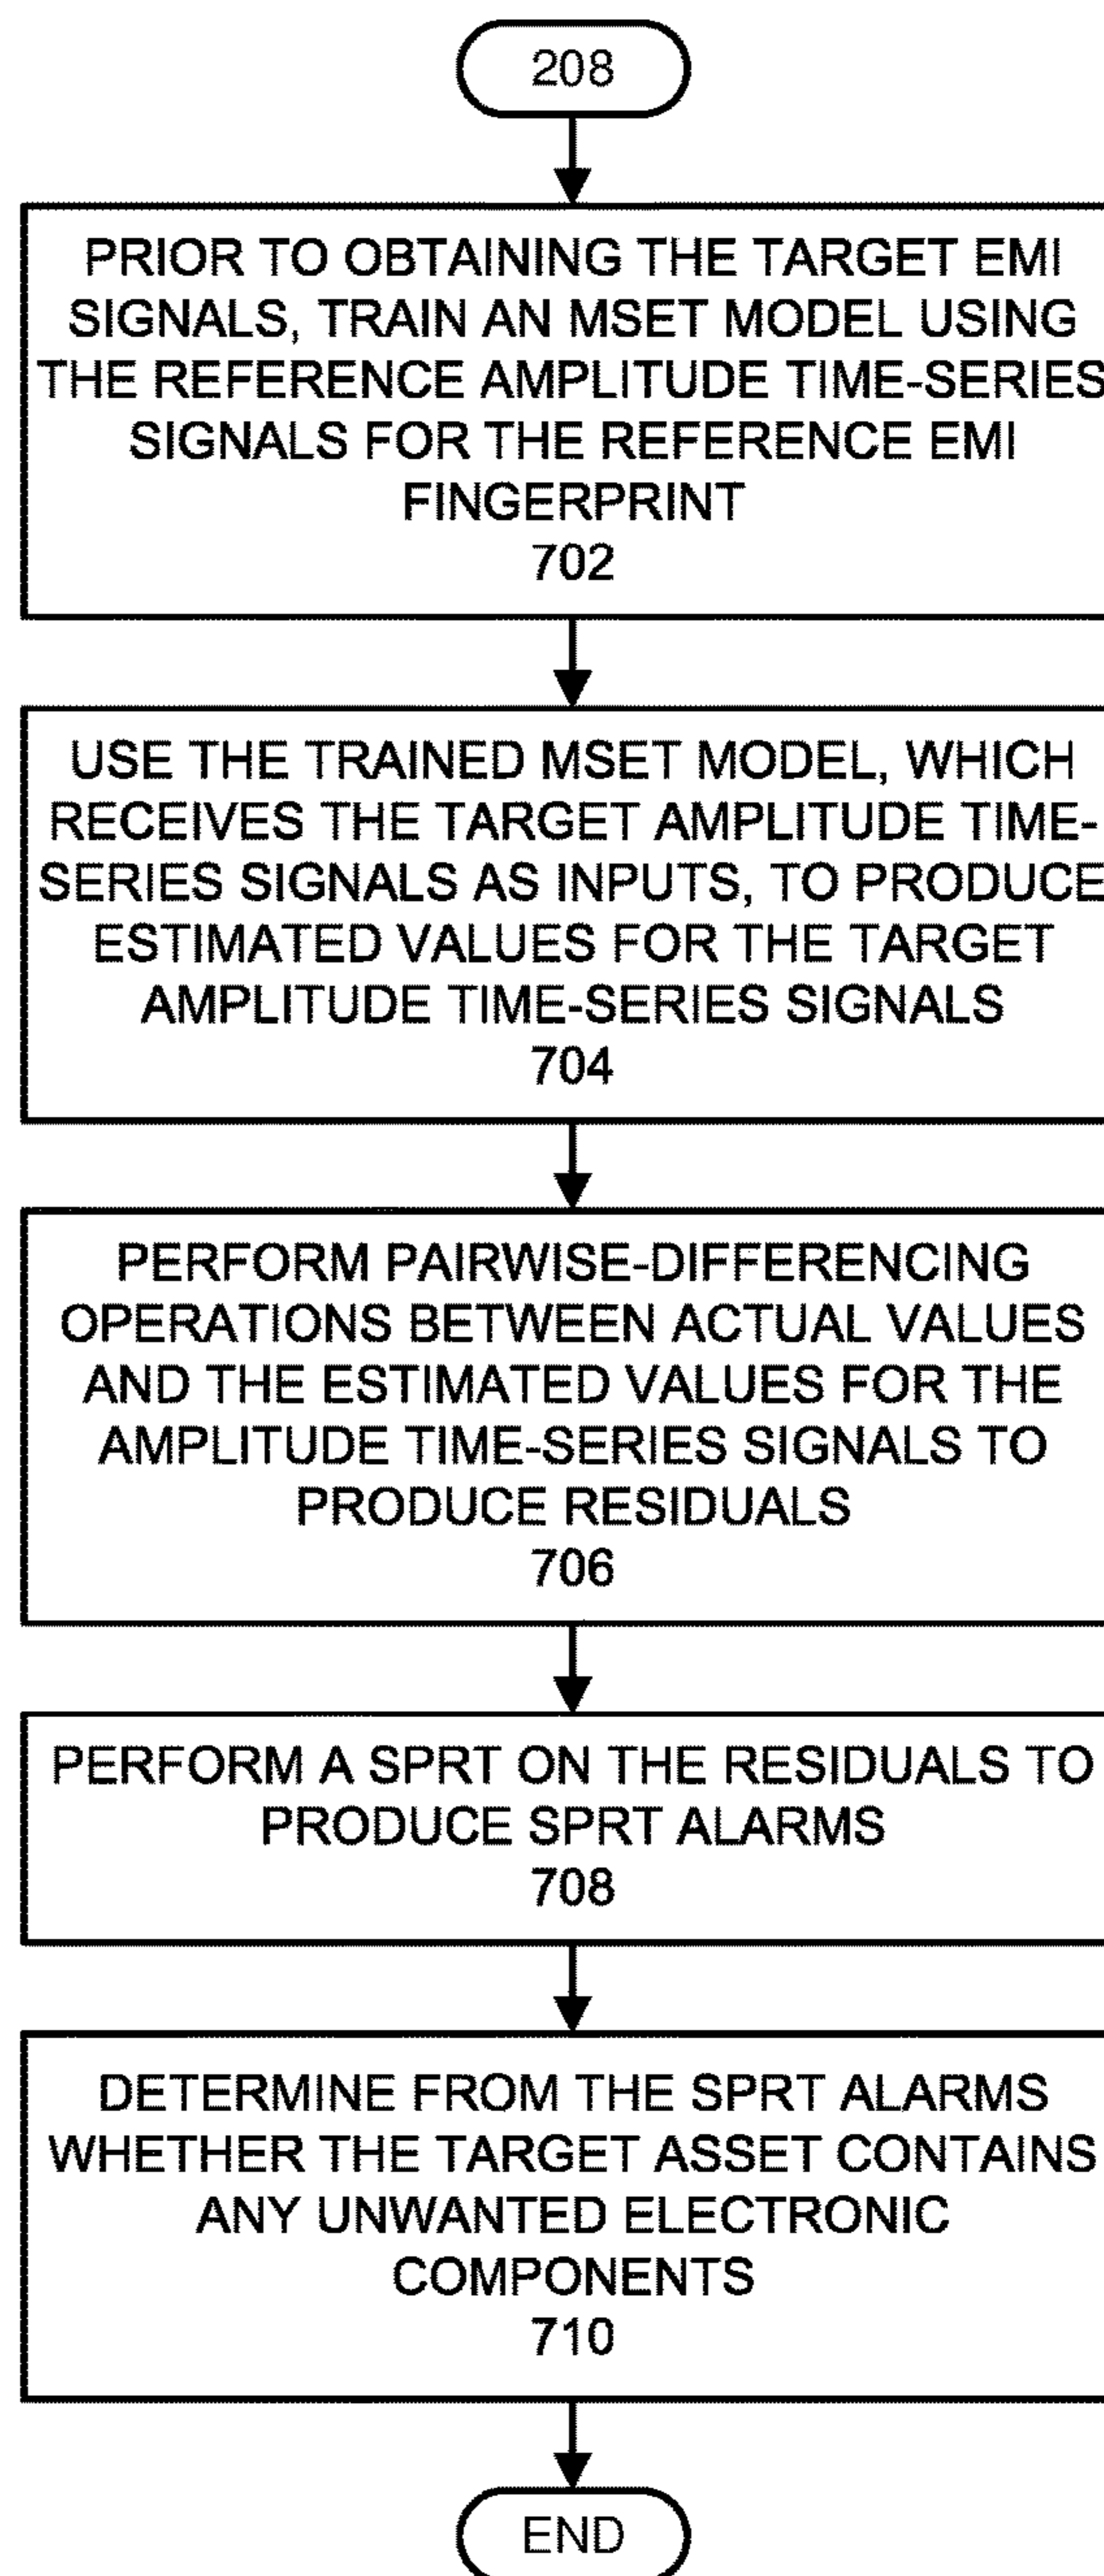 208
PRIOR TO OBTAINING THE TARGET EMI
SIGNALS, TRAIN AN MSET MODEL USING
THE REFERENCE AMPLITUDE TIME-SERIES
SIGNALS FOR THE REFERENCE EMI
FINGERPRINT
702
USE THE TRAINED MSET MODEL, WHICH
RECEIVES THE TARGET AMPLITUDE TIME-
SERIES SIGNALS AS INPUTS, TO PRODUCE
ESTIMATED VALUES FOR THE TARGET
AMPLITUDE TIME-SERIES SIGNALS
704
PERFORM PAIRWISE-DIFFERENCING
OPERATIONS BETWEEN ACTUAL VALUES
AND THE ESTIMATED VALUES FOR THE
AMPLITUDE TIME-SERIES SIGNALS TO
PRODUCE RESIDUALS
706
PERFORM A SPRT ON THE RESIDUALS TO
PRODUCE SPRT ALARMS
708
DETERMINE FROM THE SPRT ALARMS
WHETHER THE TARGET ASSET CONTAINS
ANY UNWANTED ELECTRONIC
COMPONENTS
710
END